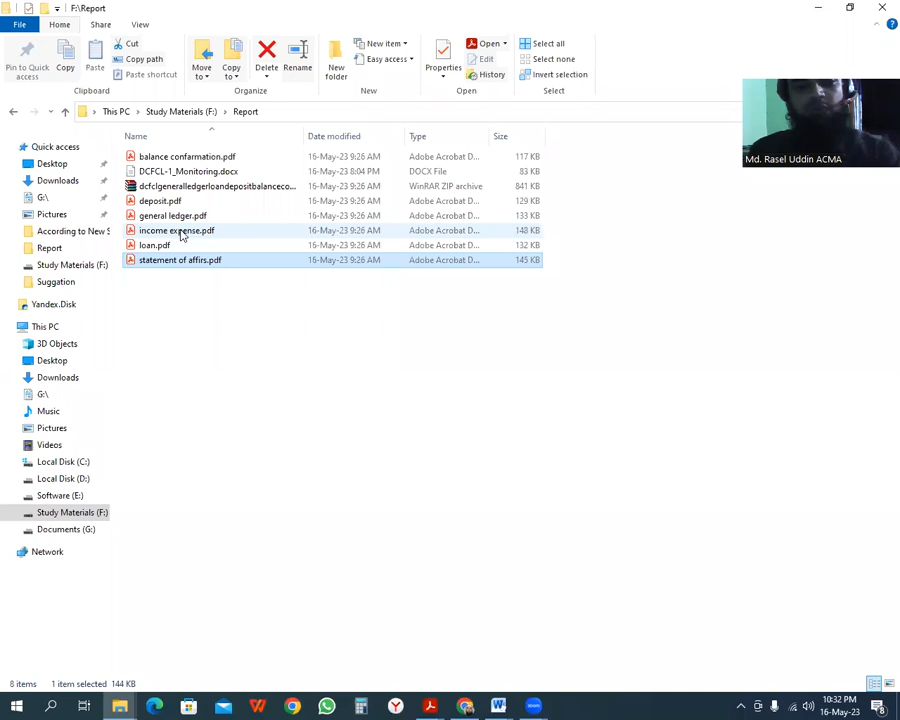 F:\Report
File Home Share View
Pin to Quick access
Copy
Paste
Cut
Copy path
Paste shortcut
Clipboard
Move to
Copy to
Delete
Rename
Organize
New folder
New item
Easy access
New
Properties
Open
Edit
History
Open
Select all
Select none
Invert selection
Select
This PC > Study Materials (F:) > Report
Name Date modified Type Size
balance confarmation.pdf 16-May-23 9:26 AM Adobe Acrobat D... 117 KB
DCFCL-1_Monitoring.docx 16-May-23 8:04 PM DOCX File 83 KB
dcfclgeneralledgerloandepositbalanceco... 16-May-23 9:26 AM WinRAR ZIP archive 841 KB
deposit.pdf 16-May-23 9:26 AM Adobe Acrobat D... 129 KB
general ledger.pdf 16-May-23 9:26 AM Adobe Acrobat D... 133 KB
income expense.pdf 16-May-23 9:26 AM Adobe Acrobat D... 148 KB
loan.pdf 16-May-23 9:26 AM Adobe Acrobat D... 132 KB
statement of affirs.pdf 16-May-23 9:26 AM Adobe Acrobat D... 145 KB
Quick access
Desktop
Downloads
G:\
Pictures
According to New S
Report
Study Materials (F:)
Suggation
Yandex.Disk
This PC
3D Objects
Desktop
Downloads
G:\
Music
Pictures
Videos
Local Disk (C:)
Local Disk (D:)
Software (E:)
Study Materials (F:)
Documents (G:)
Network
Md. Rasel Uddin ACMA
8 items 1 item selected 144 KB
10:32 PM
16-May-23
8